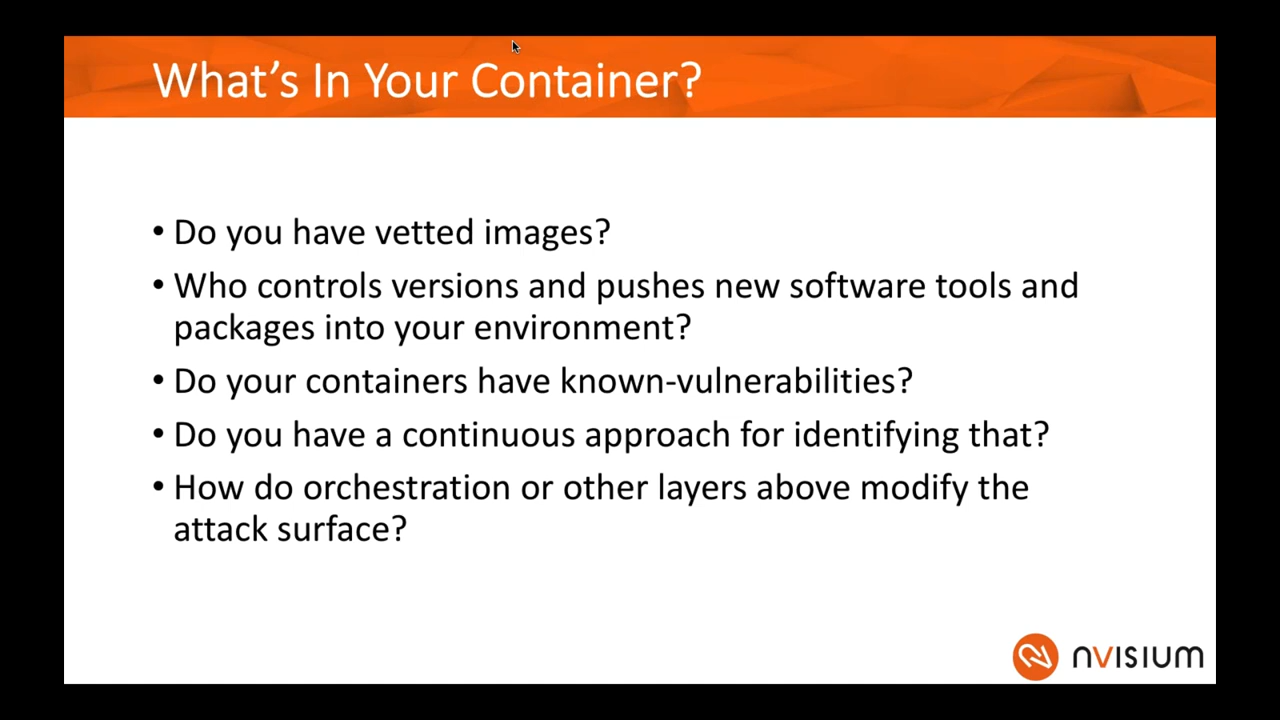 What's In Your Container?
• Do you have vetted images?
• Who controls versions and pushes new software tools and
packages into your environment?
• Do your containers have known-vulnerabilities?
• Do you have a continuous approach for identifying that?
• How do orchestration or other layers above modify the
attack surface?
nVISIUM